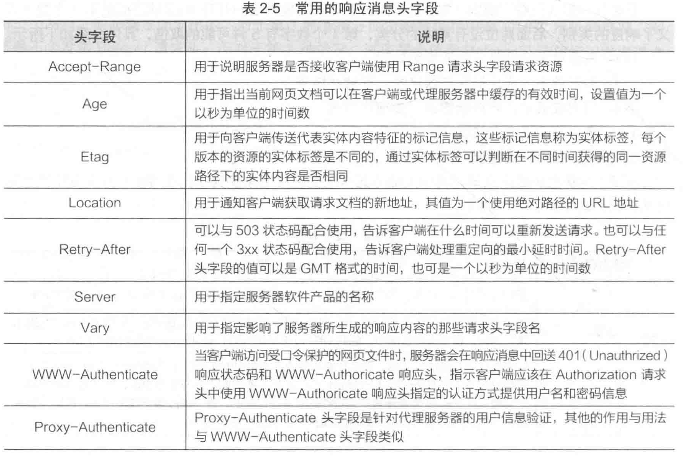 表 2-5 常用的响应消息头字段
头字段 说明
Accept-Range 用于说明服务器是否接收客户端使用 Range 请求头字段请求资源
Age 用于指出当前网页文档可以在客户端或代理服务器中缓存的有效时间，设置值为一个
以秒为单位的时间数
Etag 用于向客户端传送代表实体内容特征的标记信息，这些标记信息称为实体标签，每个
版本的资源的实体标签是不同的，通过实体标签可以判断在不同时间获得的同一资源
路径下的实体内容是否相同
Location 用于通知客户端获取请求文档的新地址，其值为一个使用绝对路径的 URL 地址
Retry-After 可以与 503 状态码配合使用，告诉客户端在什么时间可以重新发送请求。也可以与任
何一个 3xx 状态码配合使用，告诉客户端处理重定向的最小延时时间。Retry-After
头字段的值可以是 GMT 格式的时间，也可是一个以秒为单位的时间数
Server 用于指定服务器软件产品的名称
Vary 用于指定影响了服务器所生成的响应内容的那些请求头字段名
WWW-Authenticate 当客户端访问受口令保护的网页文件时，服务器会在响应消息中回送 401（Unauthrized）
响应状态码和 WWW-Authoricate 响应头，指示客户端应该在 Authorization 请求
头中使用 WWW-Authoricate 响应头指定的认证方式提供用户名和密码信息
Proxy-Authenticate Proxy-Authenticate 头字段是针对代理服务器的用户信息验证，其他的作用与用法
与 WWW-Authenticate 头字段类似